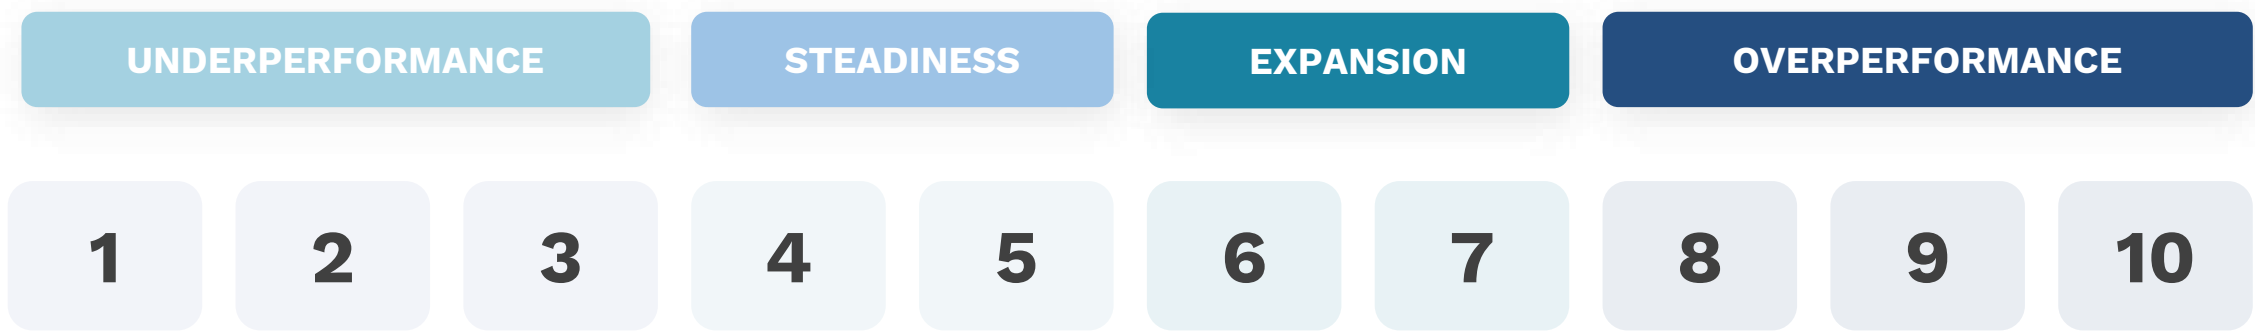 UNDERPERFORMANCE STEADINESS EXPANSION OVERPERFORMANCE
1 2 3 4 5 6 7 8 9 10